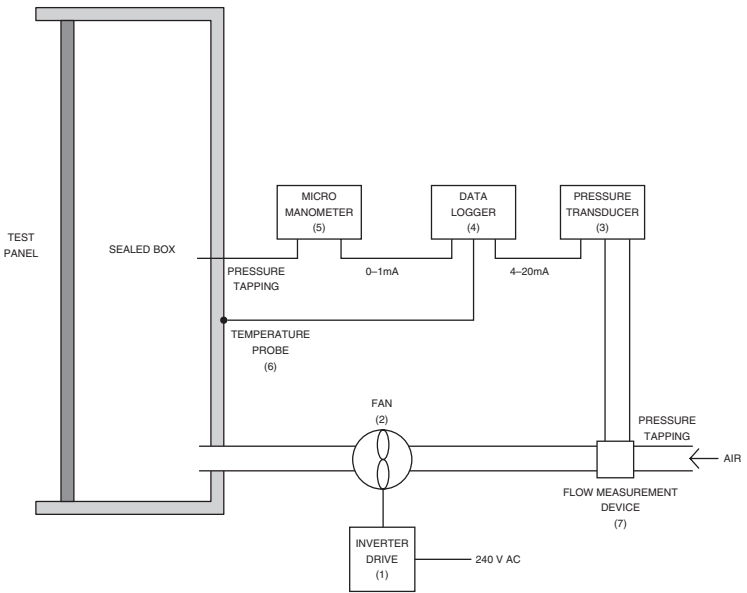 MICRO
MANOMETER
(5)
DATA
LOGGER
(4)
PRESSURE
TRANSDUCER
(3)
TEST
PANEL
SEALED BOX
PRESSURE
TAPPING
0–1mA
4–20mA
TEMPERATURE
PROBE
(6)
FAN
(2)
PRESSURE
TAPPING
AIR
FLOW MEASUREMENT
DEVICE
(7)
INVERTER
DRIVE
(1)
240 V AC